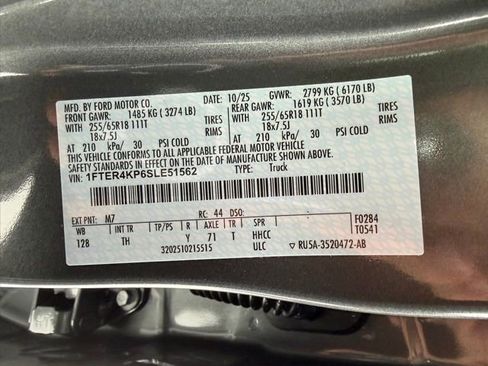 MFD. BY FORD MOTOR CO.
10/25 GVWR: 2799 KG ( 6170 LB)
FRONT GAWR: 1485 KG ( 3274 LB) REAR GAWR: 1619 KG ( 3570 LB)
WITH 255/65R18 111T TIRES WITH 255/65R18 111T TIRES
18x7.5J RIMS 18x7.5J RIMS
AT 210 kPa/ 30 PSI COLD AT 210 kPa/ 30 PSI COLD
THIS VEHICLE CONFORMS TO ALL APPLICABLE FEDERAL MOTOR VEHICLE
SAFETY STANDARDS IN EFFECT ON THE DATE OF MANUFACTURE SHOWN ABOVE.
VIN: 1FTER4KP6SLE51562 TYPE: Truck
EXT PNT: M7 RC: 44 DSO: F0284
WB INT TR TP/PS R AXLE TR SPR T0541
128 TH Y 71 T HHCC
3202510215515 ULC ▽ RU5A-3520472-AB